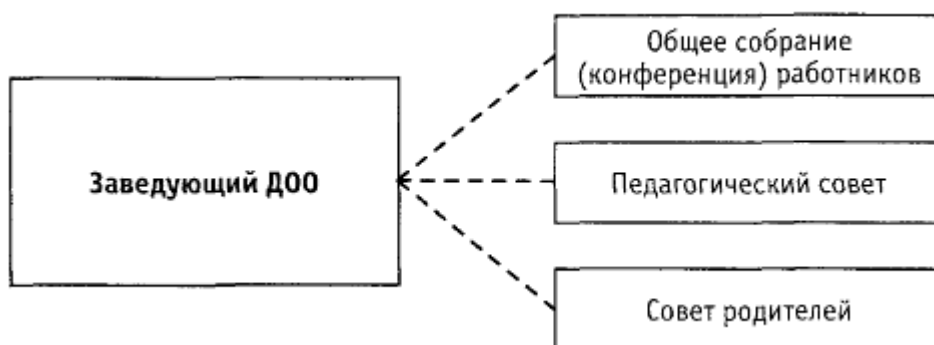 Заведующий ДОО
Общее собрание
(конференция) работников
Педагогический совет
Совет родителей